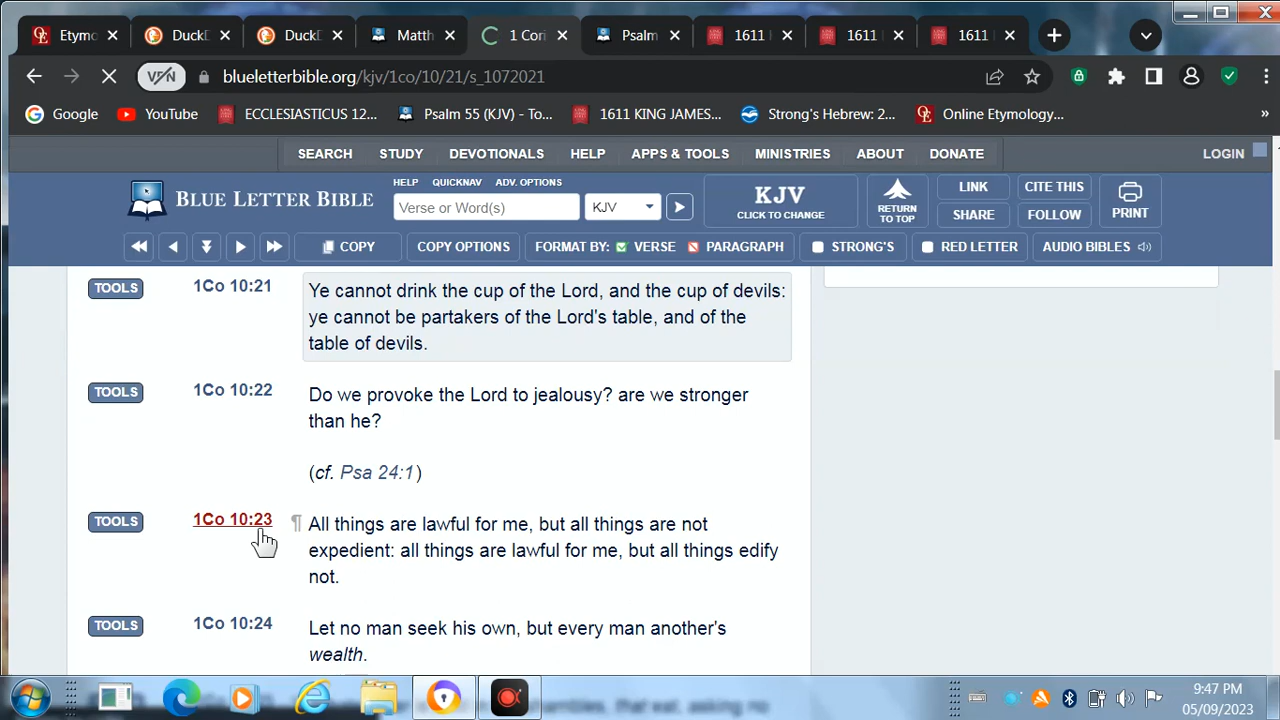 Etymo
DuckD
DuckD
Matth
1 Cori
Psalm
1611
1611
1611
VPN
blueletterbible.org/kjv/1co/10/21/s_1072021
Google
YouTube
ECCLESIASTICUS 12...
Psalm 55 (KJV) - To...
1611 KING JAMES...
Strong's Hebrew: 2...
Online Etymology...
»
SEARCH
STUDY
DEVOTIONALS
HELP
APPS & TOOLS
MINISTRIES
ABOUT
DONATE
LOGIN
BLUE LETTER BIBLE
HELP
QUICKNAV
ADV. OPTIONS
Verse or Word(s)
KJV
KJV
CLICK TO CHANGE
RETURN
TO TOP
LINK
CITE THIS
SHARE
FOLLOW
PRINT
COPY
COPY OPTIONS
FORMAT BY:
VERSE
PARAGRAPH
STRONG'S
RED LETTER
AUDIO BIBLES
TOOLS
1Co 10:21
Ye cannot drink the cup of the Lord, and the cup of devils:
ye cannot be partakers of the Lord's table, and of the
table of devils.
TOOLS
1Co 10:22
Do we provoke the Lord to jealousy? are we stronger
than he?
(cf. Psa 24:1)
TOOLS
1Co 10:23
¶ All things are lawful for me, but all things are not
expedient: all things are lawful for me, but all things edify
not.
TOOLS
1Co 10:24
Let no man seek his own, but every man another's
wealth.
9:47 PM
05/09/2023